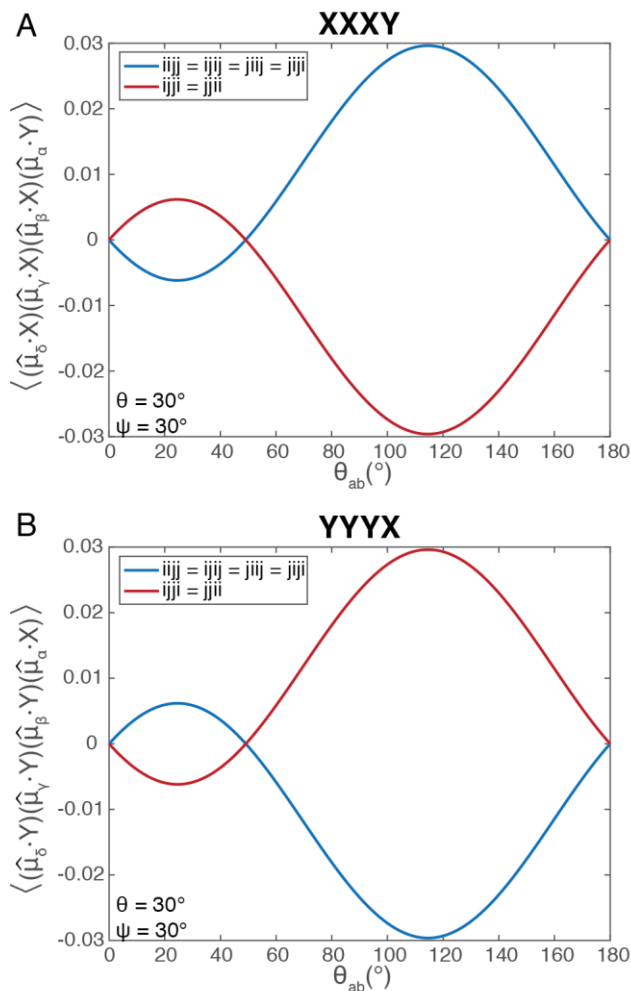 A
XXXY
0.03
0.02
0.01
0
-0.01
-0.02
-0.03
⟨(μ̂δ·X)(μ̂γ·X)(μ̂β·X)(μ̂α·Y)⟩
iijj = ijij = jiij = jiji
ijji = jjii
θ = 30°
ψ = 30°
0 20 40 60 80 100 120 140 160 180
θab(°)
B
YYYX
0.03
0.02
0.01
0
-0.01
-0.02
-0.03
⟨(μ̂δ·Y)(μ̂γ·Y)(μ̂β·Y)(μ̂α·X)⟩
iijj = ijij = jiij = jiji
ijji = jjii
θ = 30°
ψ = 30°
0 20 40 60 80 100 120 140 160 180
θab(°)